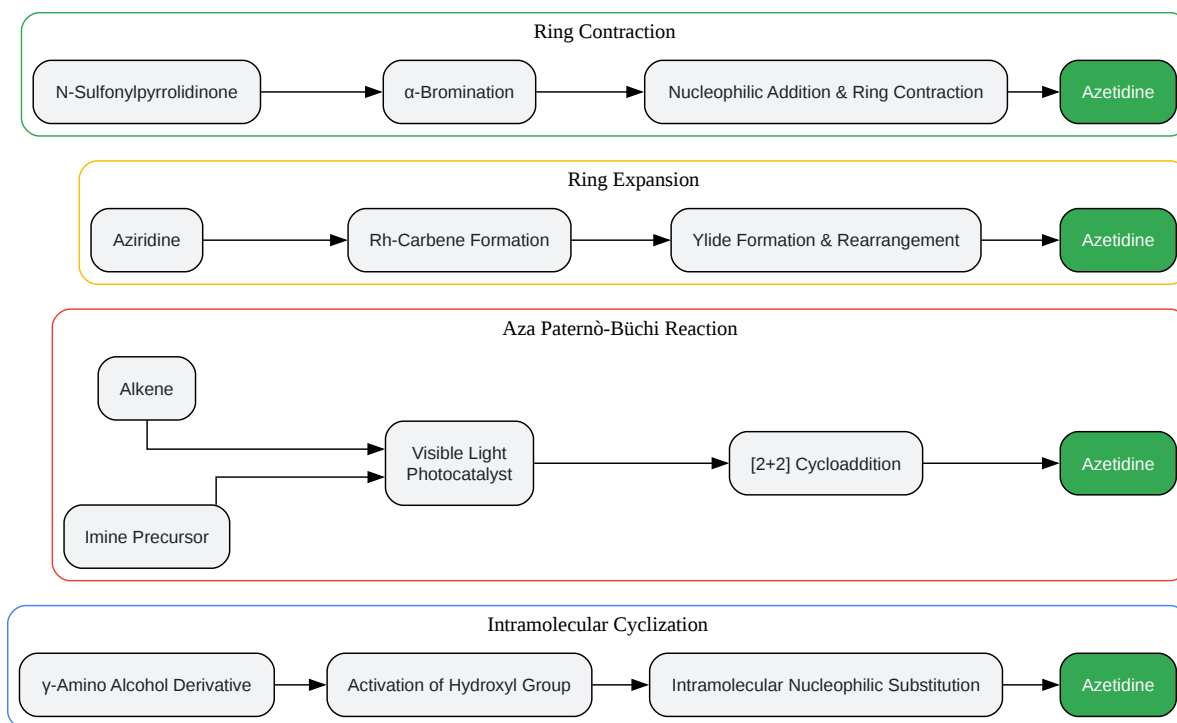 Ring Contraction
N-Sulfonylpyrrolidinone
α-Bromination
Nucleophilic Addition & Ring Contraction
Azetidine
Ring Expansion
Aziridine
Rh-Carbene Formation
Ylide Formation & Rearrangement
Azetidine
Aza Paternò-Büchi Reaction
Alkene
Imine Precursor
Visible Light
Photocatalyst
[2+2] Cycloaddition
Azetidine
Intramolecular Cyclization
γ-Amino Alcohol Derivative
Activation of Hydroxyl Group
Intramolecular Nucleophilic Substitution
Azetidine